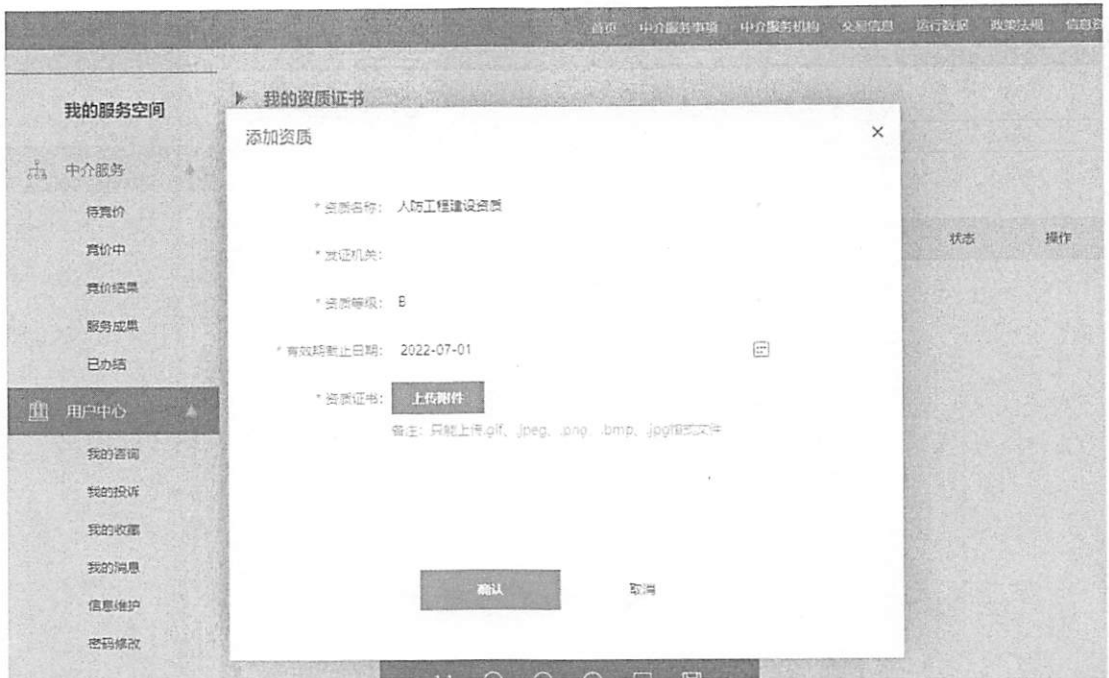 首页 中介服务事项 中介服务机构 交易信息 运行数据 政策法规 信息
我的服务空间
中介服务
待竞价
竞价中
竞价结果
服务成果
已办结
用户中心
我的咨询
我的投诉
我的收藏
我的消息
信息维护
密码修改
我的资质证书
添加资质 ×
* 资质名称: 人防工程建设资质
* 发证机关:
* 资质等级: B
* 有效期截止日期: 2022-07-01
* 资质证书: 上传附件
备注: 只能上传.gif、.jpeg、.png、.bmp、.jpg格式文件
确认 取消
状态 操作